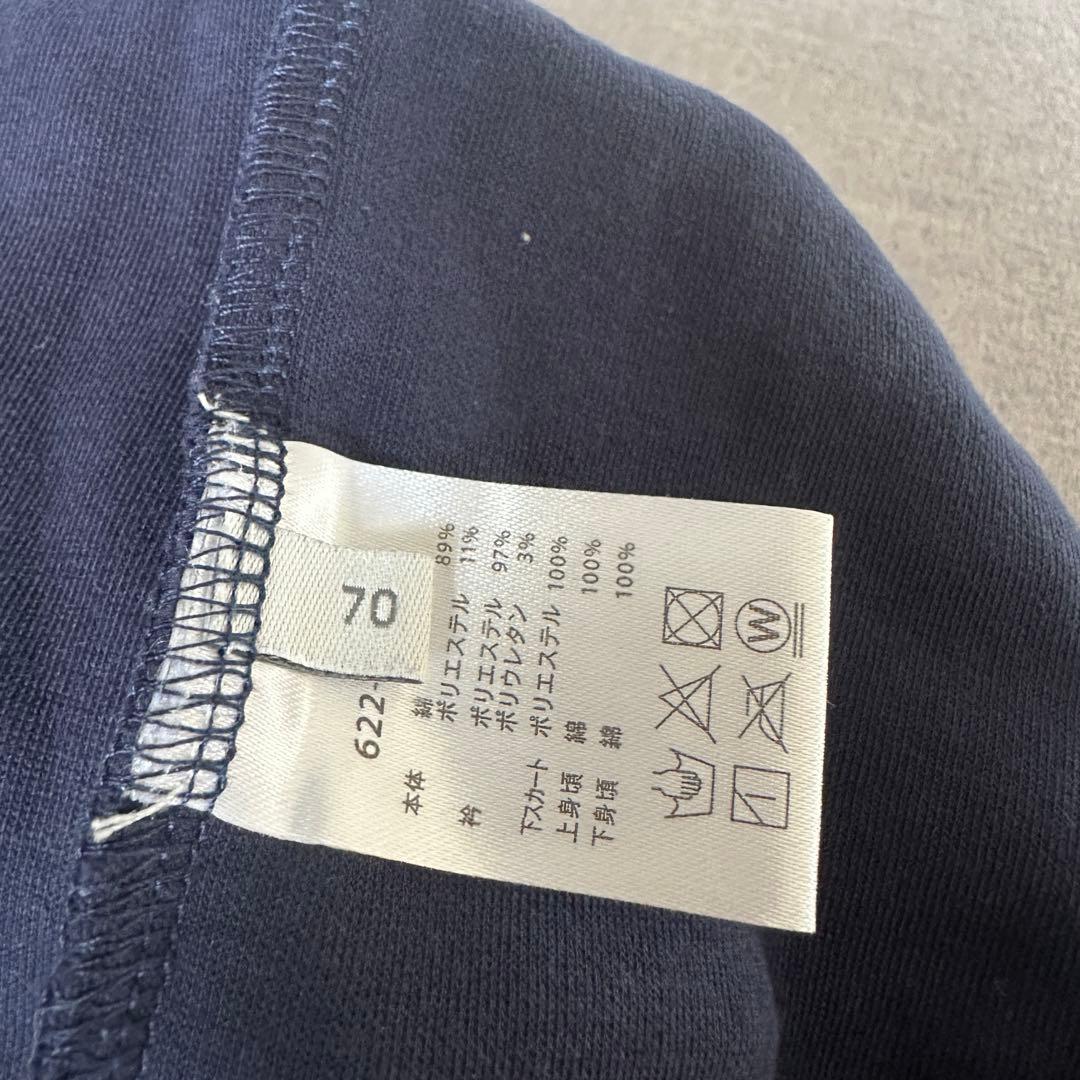 70
622-
本体 綿 89%
ポリエステル 11%
衿 ポリエステル 97%
ポリウレタン 3%
下スカート ポリエステル 100%
上身頃 綿 100%
下身頃 綿 100%
W